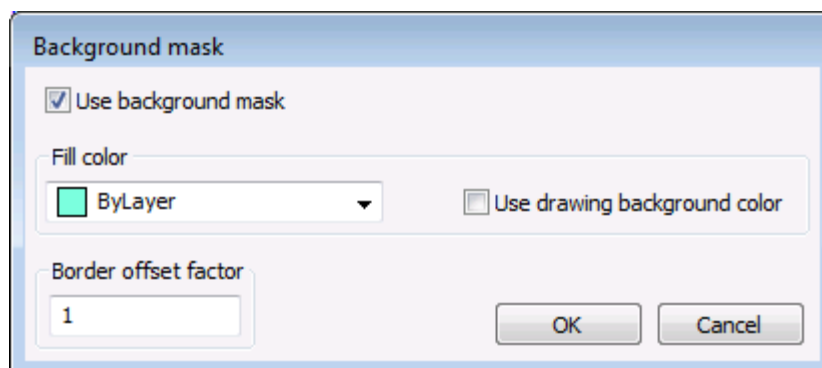 Background mask
Use background mask
Fill color
ByLayer
Use drawing background color
Border offset factor
1
OK
Cancel